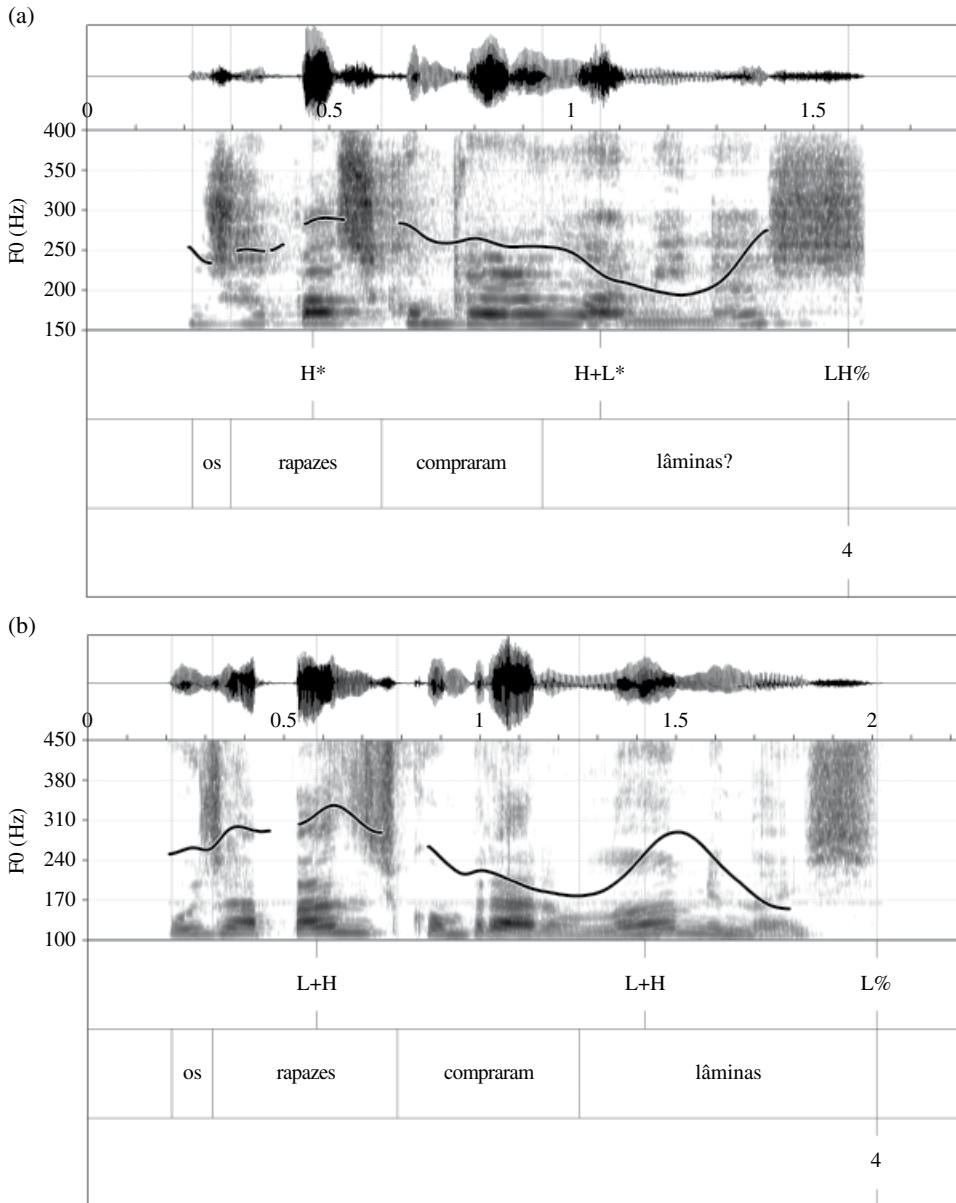 (a)
0 0.5 1 1.5
400
350
300
250
200
150
F0 (Hz)
H* H+L* LH%
os rapazes compraram lâminas?
4
(b)
0 0.5 1 1.5 2
450
380
310
240
170
100
F0 (Hz)
L+H L+H L%
os rapazes compraram lâminas
4